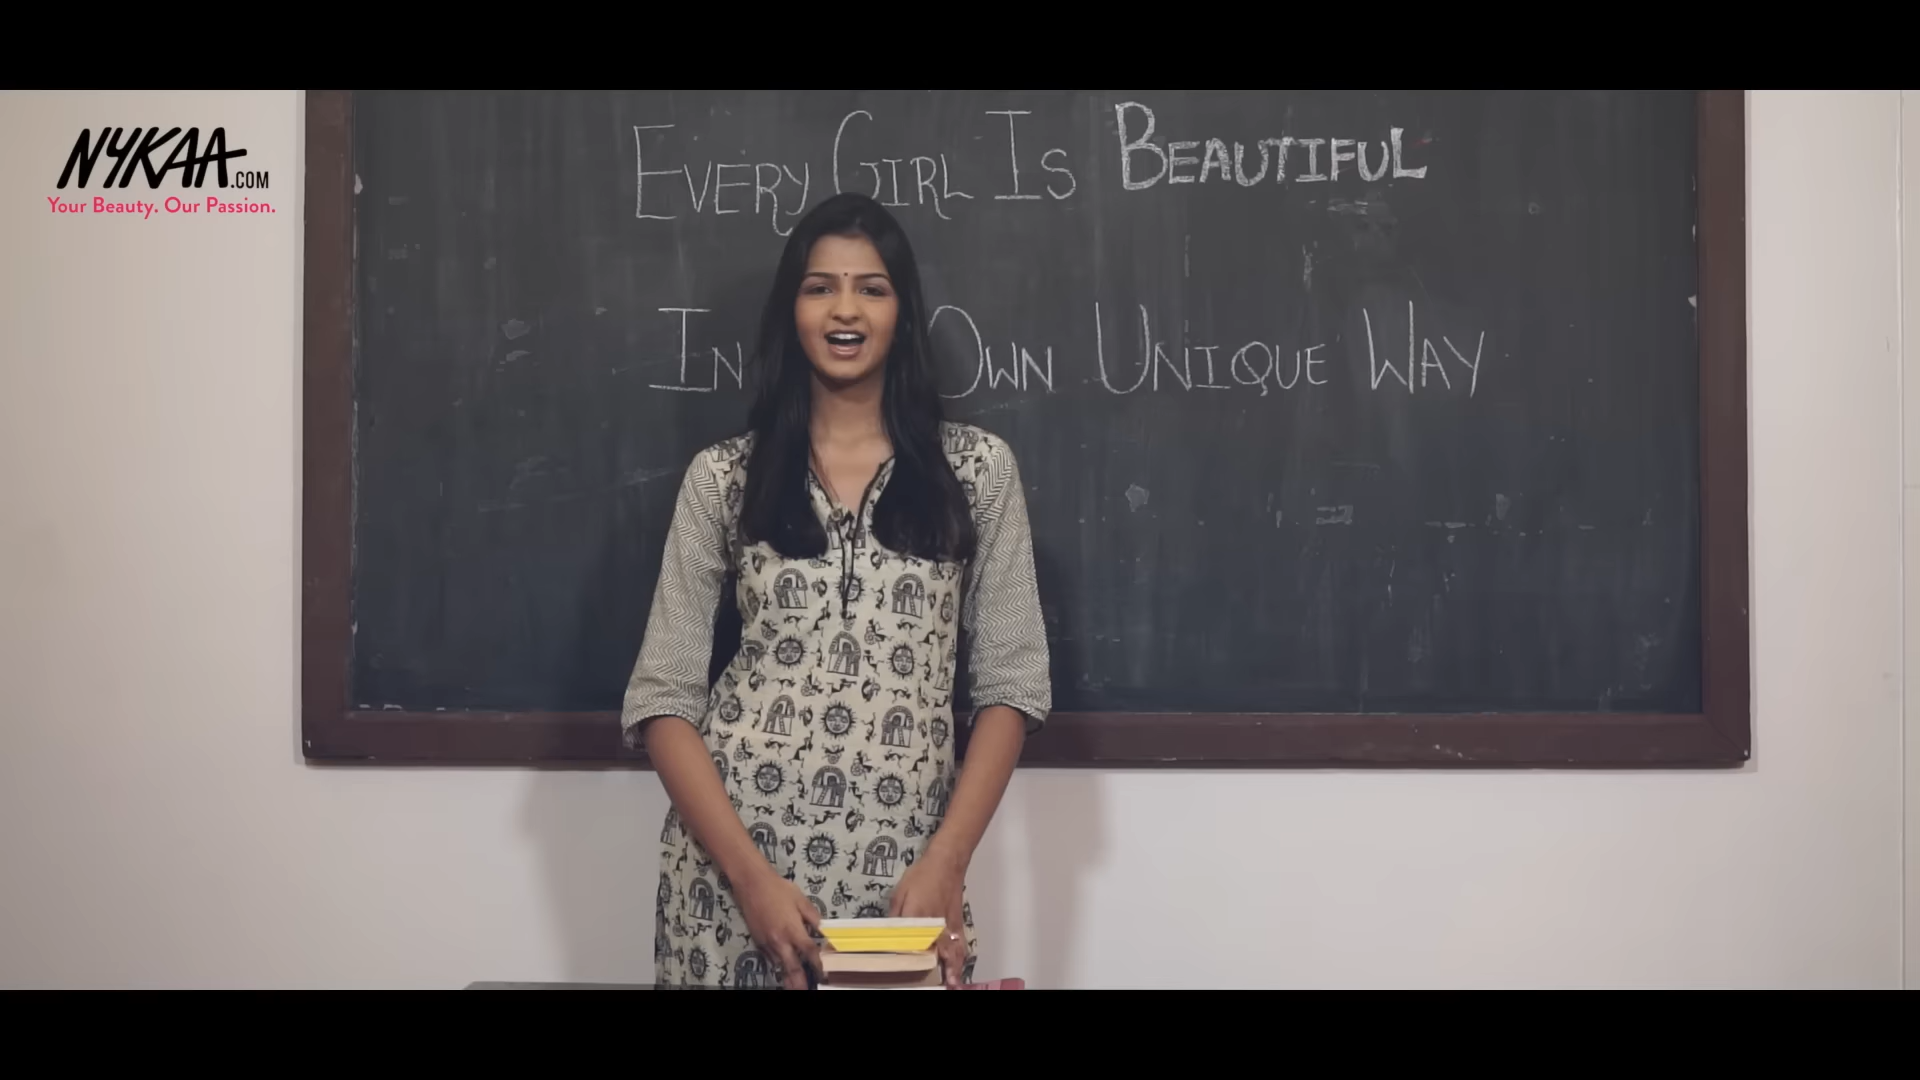 NYKAA.COM
Your Beauty. Our Passion.
EVERY GIRL IS BEAUTIFUL
IN OWN UNIQUE WAY